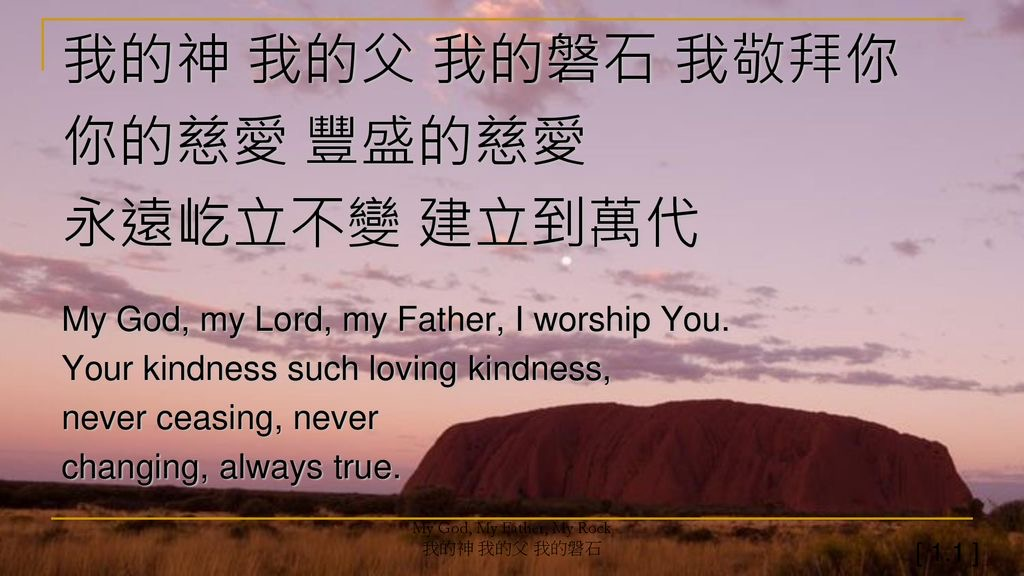 我的神 我的父 我的磐石 我敬拜你
你的慈愛 豐盛的慈愛
永遠屹立不變 建立到萬代
My God, my Lord, my Father, I worship You.
Your kindness such loving kindness,
never ceasing, never
changing, always true.
My God, My Father, My Rock
我的神 我的父 我的磐石
[ 1.1 ]